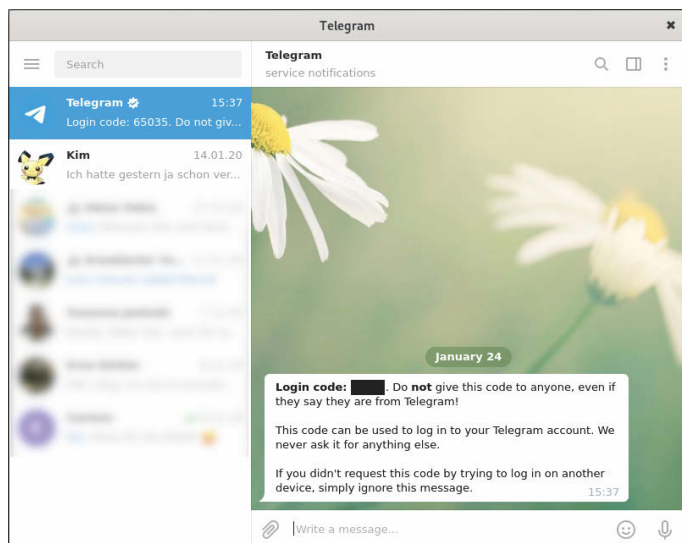 Telegram
Search
Telegram 15:37
Login code: 65035. Do not giv...
Kim 14.01.20
Ich hatte gestern ja schon ver...
Telegram
service notifications
January 24
Login code: . Do not give this code to anyone, even if
they say they are from Telegram!
This code can be used to log in to your Telegram account. We
never ask it for anything else.
If you didn't request this code by trying to log in on another
device, simply ignore this message.
15:37
Write a message...